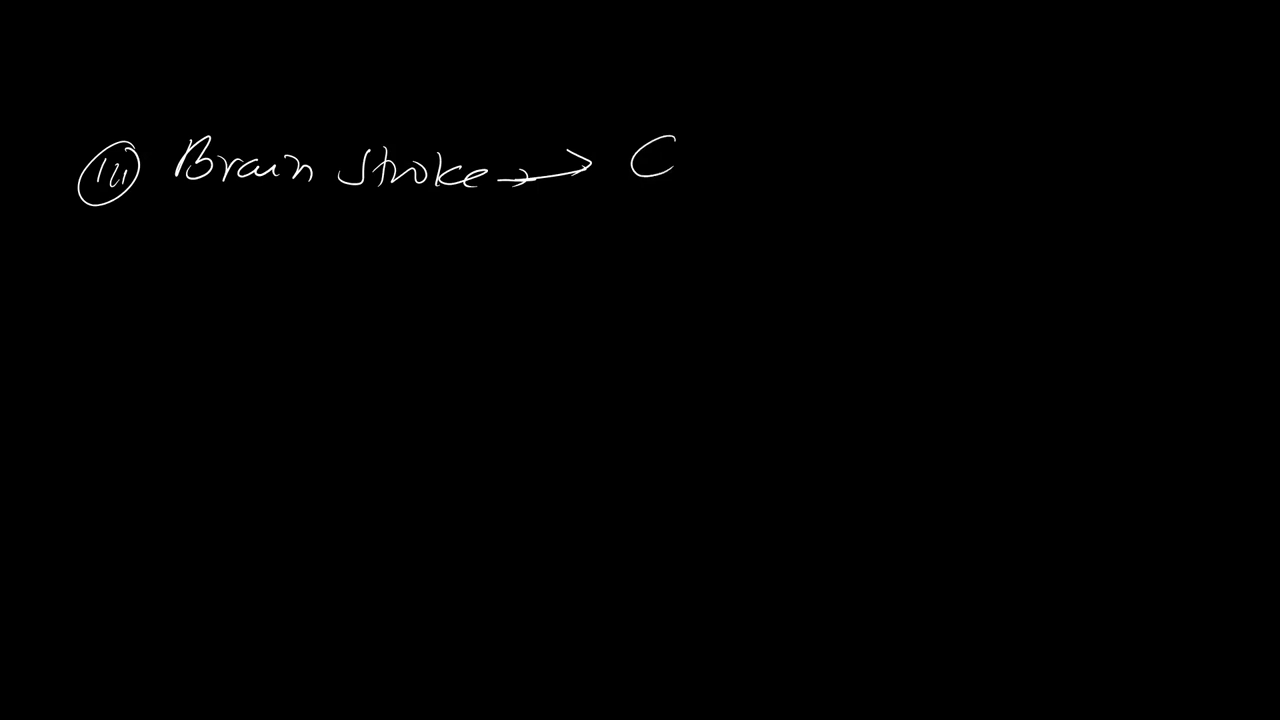 (iii) Brain stroke → C